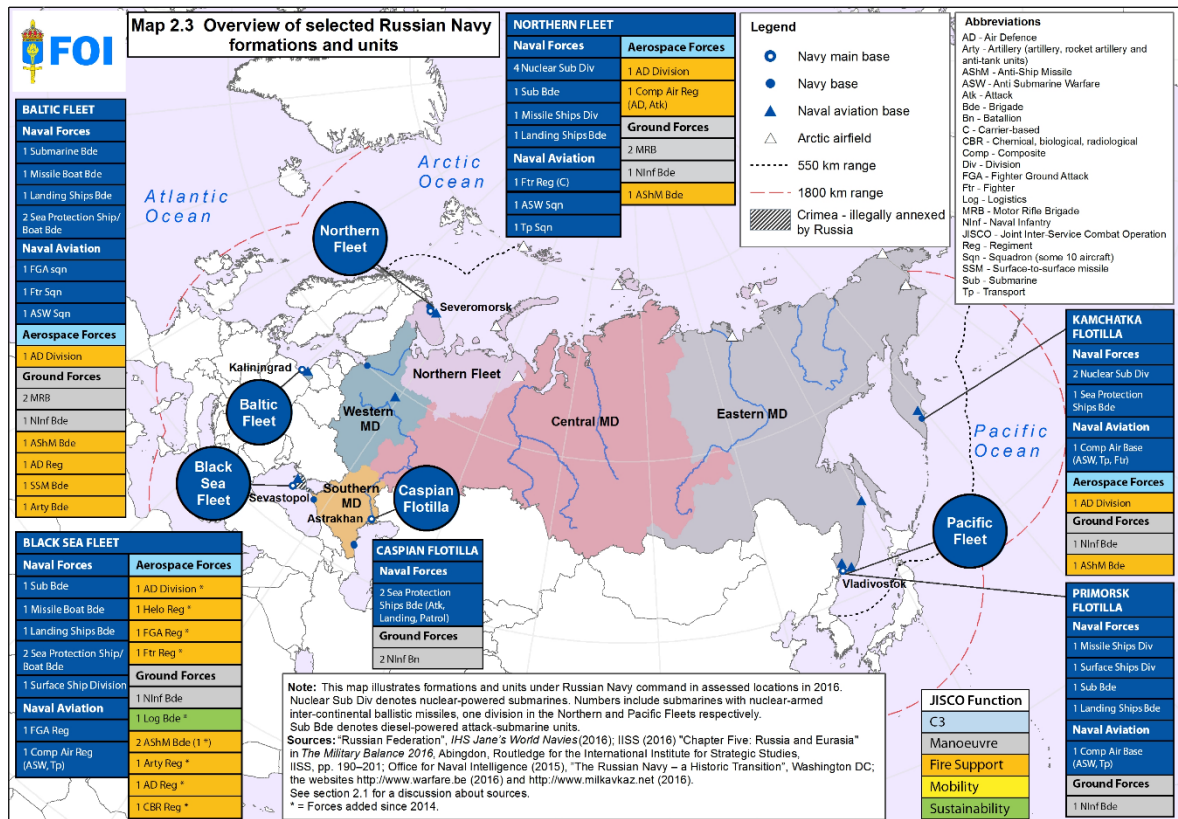 FOI
Map 2.3 Overview of selected Russian Navy
formations and units
BALTIC FLEET
Naval Forces
1 Submarine Bde
1 Missile Boat Bde
1 Landing Ships Bde
2 Sea Protection Ship/
Boat Bde
Naval Aviation
1 FGA sqn
1 Ftr Sqn
1 ASW Sqn
Aerospace Forces
1 AD Division
Ground Forces
2 MRB
1 NInf Bde
1 AShM Bde
1 AD Reg
1 SSM Bde
1 Arty Bde
NORTHERN FLEET
Naval Forces
4 Nuclear Sub Div
1 Sub Bde
1 Missile Ships Div
1 Landing Ships Bde
Naval Aviation
1 Ftr Reg (C)
1 ASW Sqn
1 Tp Sqn
Aerospace Forces
1 AD Division
1 Comp Air Reg
(AD, Atk)
Ground Forces
2 MRB
1 NInf Bde
1 AShM Bde
Legend
Navy main base
Navy base
Naval aviation base
Arctic airfield
550 km range
1800 km range
Crimea - illegally annexed
by Russia
Abbreviations
AD - Air Defence
Arty - Artillery (artillery, rocket artillery and
anti-tank units)
AShM - Anti-Ship Missile
ASW - Anti Submarine Warfare
Atk - Attack
Bde - Brigade
Bn - Batallion
C - Carrier-based
CBR - Chemical, biological, radiological
Comp - Composite
Div - Division
FGA - Fighter Ground Attack
Ftr - Fighter
Log - Logistics
MRB - Motor Rifle Brigade
NInf - Naval Infantry
JISCO - Joint Inter-Service Combat Operation
Reg - Regiment
Sqn - Squadron (some 10 aircraft)
SSM - Surface-to-surface missile
Sub - Submarine
Tp - Transport
Atlantic
Ocean
Arctic
Ocean
Pacific
Ocean
Northern
Fleet
Severomorsk
Kaliningrad
Baltic
Fleet
Northern Fleet
Western
MD
Central MD
Eastern MD
Black
Sea
Fleet
Sevastopol
Southern
MD
Astrakhan
Caspian
Flotilla
Pacific
Fleet
Vladivostok
KAMCHATKA
FLOTILLA
Naval Forces
2 Nuclear Sub Div
1 Sea Protection
Ships Bde
Naval Aviation
1 Comp Air Base
(ASW, Tp, Ftr)
Aerospace Forces
1 AD Division
Ground Forces
1 NInf Bde
1 AShM Bde
BLACK SEA FLEET
Naval Forces
1 Sub Bde
1 Missile Boat Bde
1 Landing Ships Bde
2 Sea Protection Ship/
Boat Bde
1 Surface Ship Division
Naval Aviation
1 FGA Reg
1 Comp Air Reg
(ASW, Tp)
Aerospace Forces
1 AD Division *
1 Helo Reg *
1 FGA Reg *
1 Ftr Reg *
Ground Forces
1 NInf Bde
1 Log Bde *
2 AShM Bde (1 *)
1 Arty Reg *
1 AD Reg *
1 CBR Reg *
CASPIAN FLOTILLA
Naval Forces
2 Sea Protection
Ships Bde (Atk,
Landing, Patrol)
Ground Forces
2 NInf Bn
PRIMORSK
FLOTILLA
Naval Forces
1 Missile Ships Div
1 Surface Ships Div
1 Sub Bde
1 Landing Ships Bde
Naval Aviation
1 Comp Air Base
(ASW, Tp)
Ground Forces
1 NInf Bde
Note: This map illustrates formations and units under Russian Navy command in assessed locations in 2016.
Nuclear Sub Div denotes nuclear-powered submarines. Numbers include submarines with nuclear-armed
inter-continental ballistic missiles, one division in the Northern and Pacific Fleets respectively.
Sub Bde denotes diesel-powered attack-submarine units.
Sources: "Russian Federation", IHS Jane's World Navies (2016); IISS (2016) "Chapter Five: Russia and Eurasia"
in The Military Balance 2016, Abingdon, Routledge for the International Institute for Strategic Studies,
IISS, pp. 190–201; Office for Naval Intelligence (2015), "The Russian Navy – a Historic Transition", Washington DC;
the websites http://www.warfare.be (2016) and http://www.milkavkaz.net (2016).
See section 2.1 for a discussion about sources.
* = Forces added since 2014.
JISCO Function
C3
Manoeuvre
Fire Support
Mobility
Sustainability